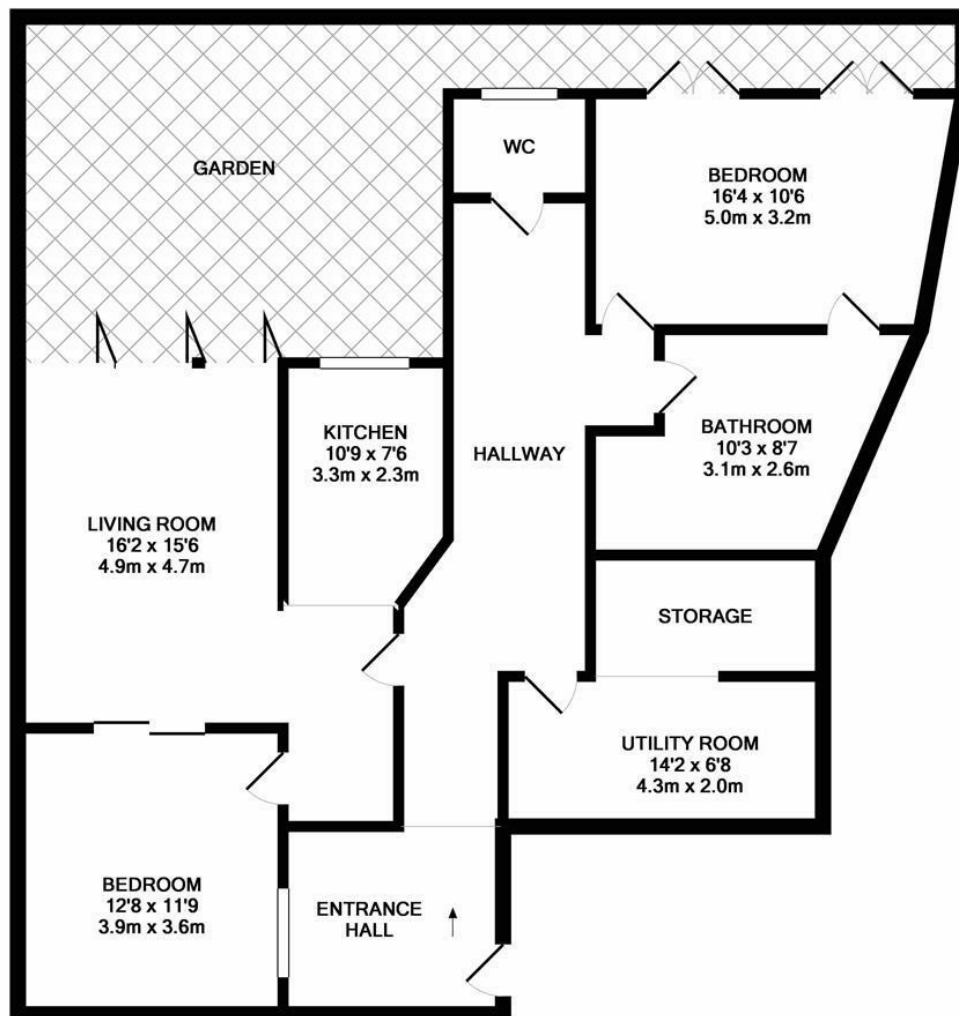 GARDEN
WC
BEDROOM
16'4 x 10'6
5.0m x 3.2m
KITCHEN
10'9 x 7'6
3.3m x 2.3m
HALLWAY
BATHROOM
10'3 x 8'7
3.1m x 2.6m
LIVING ROOM
16'2 x 15'6
4.9m x 4.7m
STORAGE
UTILITY ROOM
14'2 x 6'8
4.3m x 2.0m
BEDROOM
12'8 x 11'9
3.9m x 3.6m
ENTRANCE
HALL